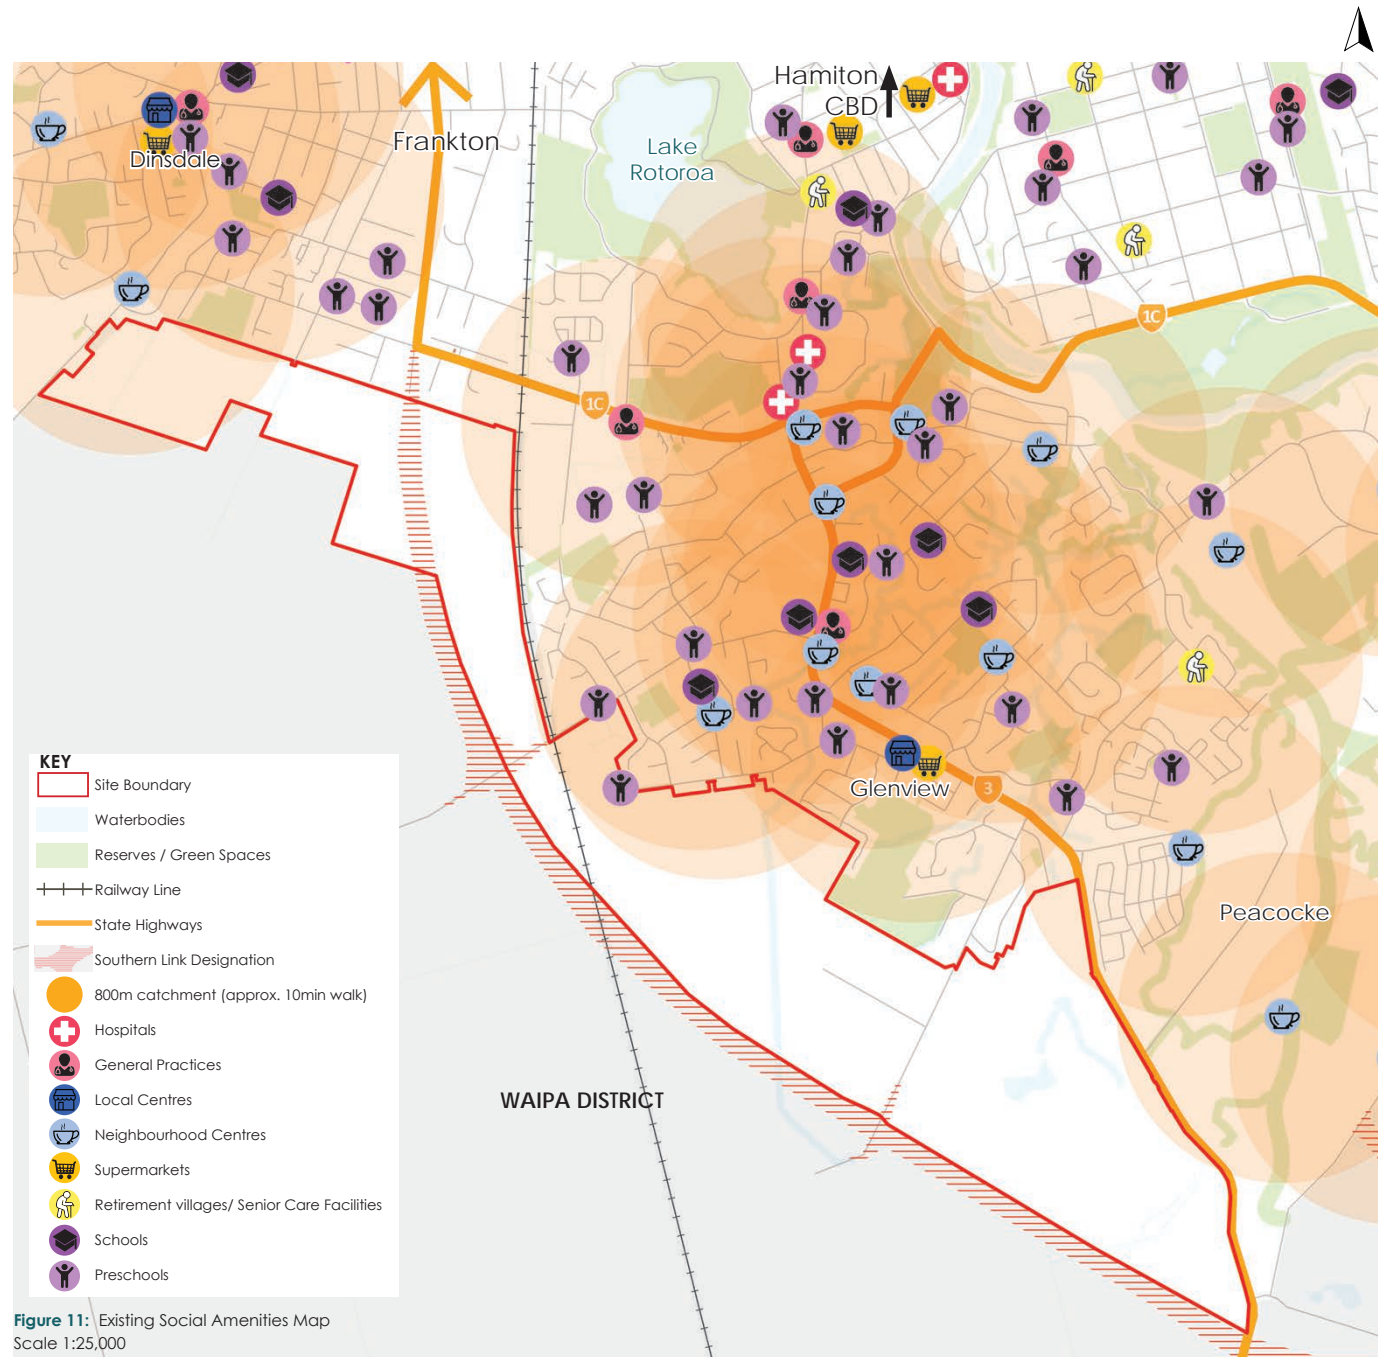 Hamiton
CBD
Frankton
Lake
Rotoroa
Dinsdale
1C
1C
Glenview
3
Peacocke
WAIPA DISTRICT
KEY
Site Boundary
Waterbodies
Reserves / Green Spaces
Railway Line
State Highways
Southern Link Designation
800m catchment (approx. 10min walk)
Hospitals
General Practices
Local Centres
Neighbourhood Centres
Supermarkets
Retirement villages/ Senior Care Facilities
Schools
Preschools
Figure 11: Existing Social Amenities Map
Scale 1:25,000